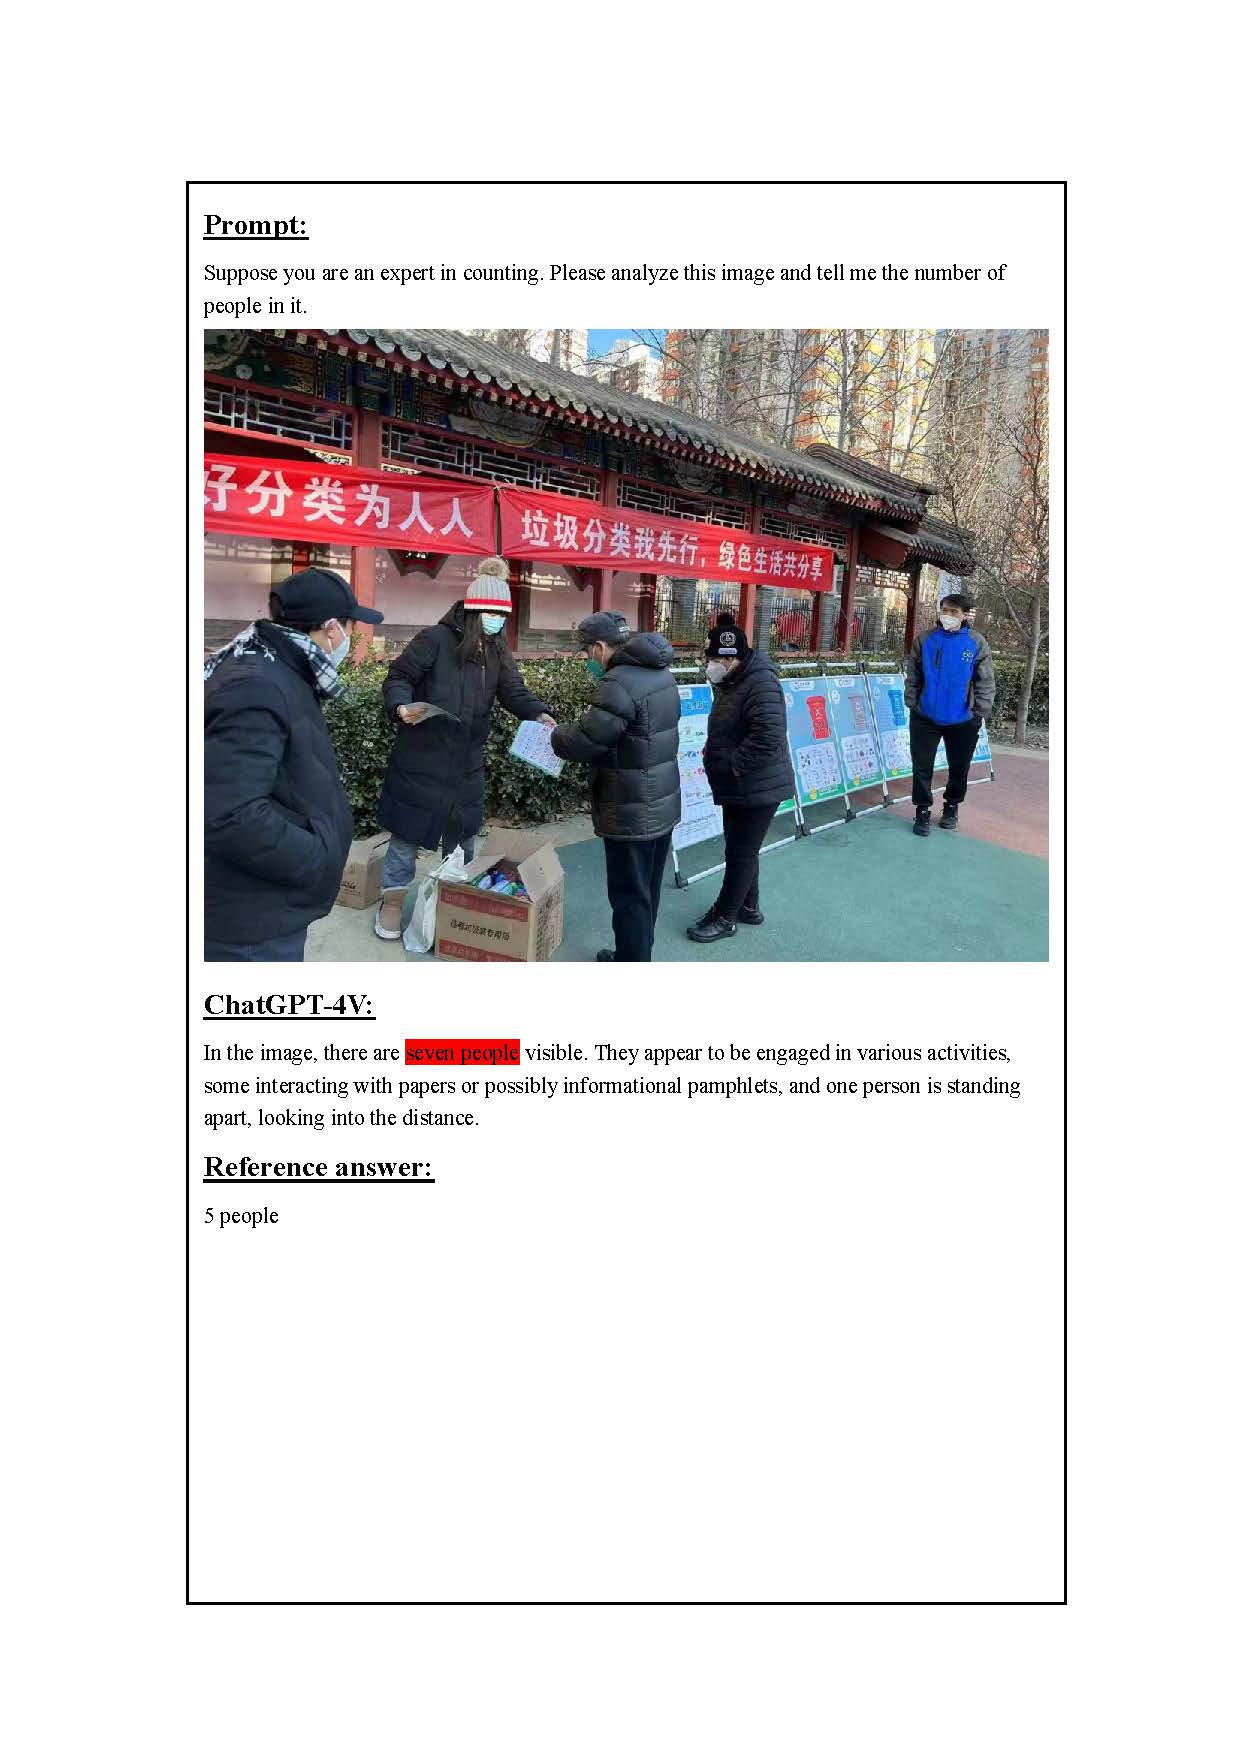 Prompt:
Suppose you are an expert in counting. Please analyze this image and tell me the number of
people in it.
好分类为人人
垃圾分类我先行，绿色生活共分享
ChatGPT-4V:
In the image, there are seven people visible. They appear to be engaged in various activities,
some interacting with papers or possibly informational pamphlets, and one person is standing
apart, looking into the distance.
Reference answer:
5 people